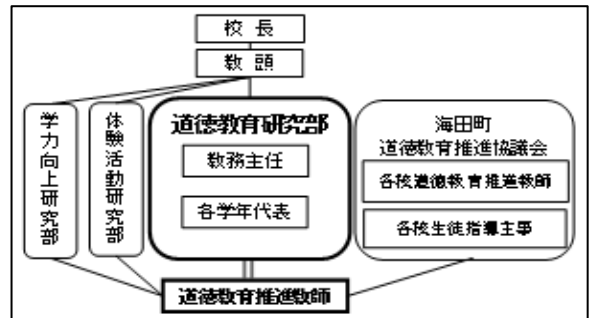 校長
教頭
学力向上研究部
体験活動研究部
道徳教育研究部
教務主任
各学年代表
海田町
道徳教育推進協議会
各校道徳教育推進教師
各校生徒指導主事
道徳教育推進教師